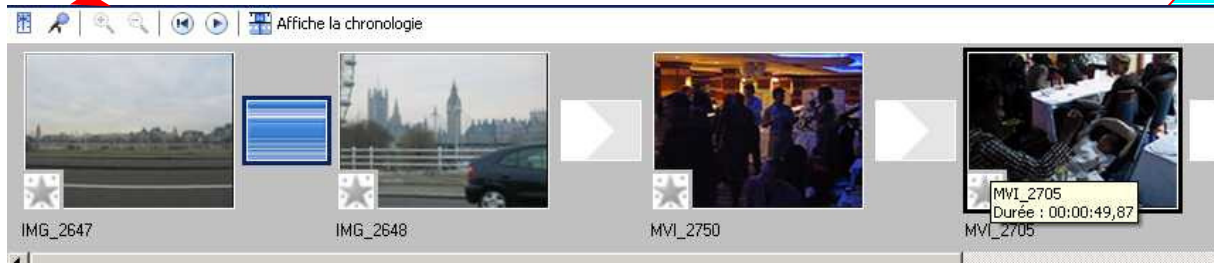 Affiche la chronologie
IMG_2647
IMG_2648
MVI_2750
MVI_2705
Durée : 00:00:49,87
MVI_2705